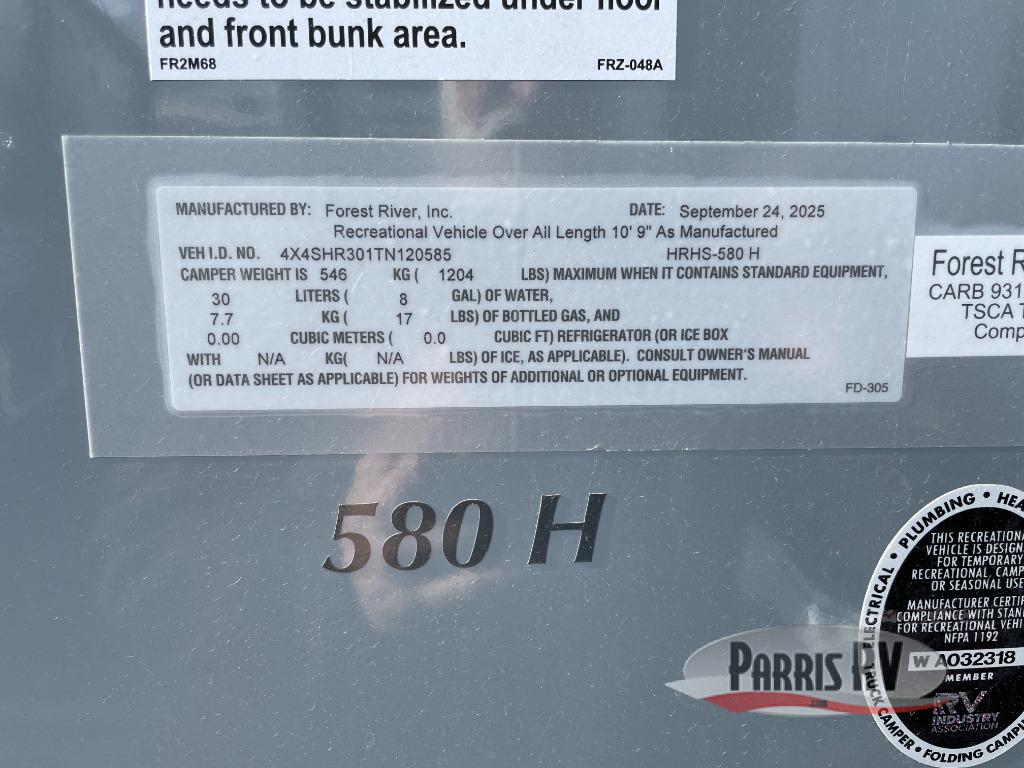 needs to be stabilized under floor
and front bunk area.
FR2M68 FRZ-048A
MANUFACTURED BY: Forest River, Inc. DATE: September 24, 2025
Recreational Vehicle Over All Length 10' 9" As Manufactured
VEH I.D. NO. 4X4SHR301TN120585 HRHS-580 H
CAMPER WEIGHT IS 546 KG ( 1204 LBS) MAXIMUM WHEN IT CONTAINS STANDARD EQUIPMENT,
30 LITERS ( 8 GAL) OF WATER,
7.7 KG ( 17 LBS) OF BOTTLED GAS, AND
0.00 CUBIC METERS ( 0.0 CUBIC FT) REFRIGERATOR (OR ICE BOX
WITH N/A KG( N/A LBS) OF ICE, AS APPLICABLE). CONSULT OWNER'S MANUAL
(OR DATA SHEET AS APPLICABLE) FOR WEIGHTS OF ADDITIONAL OR OPTIONAL EQUIPMENT.
FD-305
Forest R
CARB 931
TSCA T
Comp
580 H
ELECTRICAL • PLUMBING • HEA
THIS RECREATION
VEHICLE IS DESIGN
FOR TEMPORARY
RECREATIONAL, CAMP
OR SEASONAL USE
MANUFACTURER CERTIF
COMPLIANCE WITH STAN
FOR RECREATIONAL VEHI
NFPA 1192
W A032318
MEMBER
RV
INDUSTRY
ASSOCIATION
TRUCK CAMPER • FOLDING CAMPI
PARRIS RV
.com